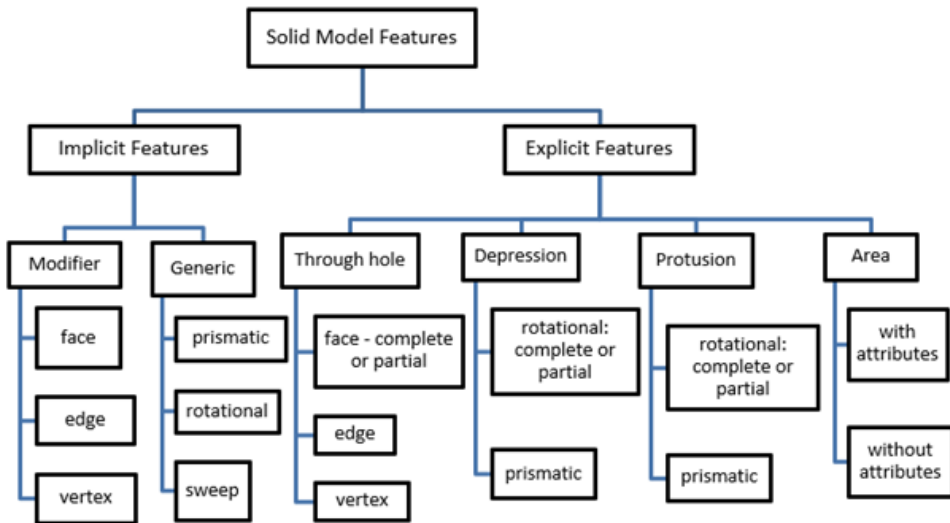 Solid Model Features
Implicit Features
Explicit Features
Modifier
Generic
Through hole
Depression
Protusion
Area
face
edge
vertex
prismatic
rotational
sweep
face - complete
or partial
edge
vertex
rotational:
complete or
partial
prismatic
rotational:
complete or
partial
prismatic
with
attributes
without
attributes